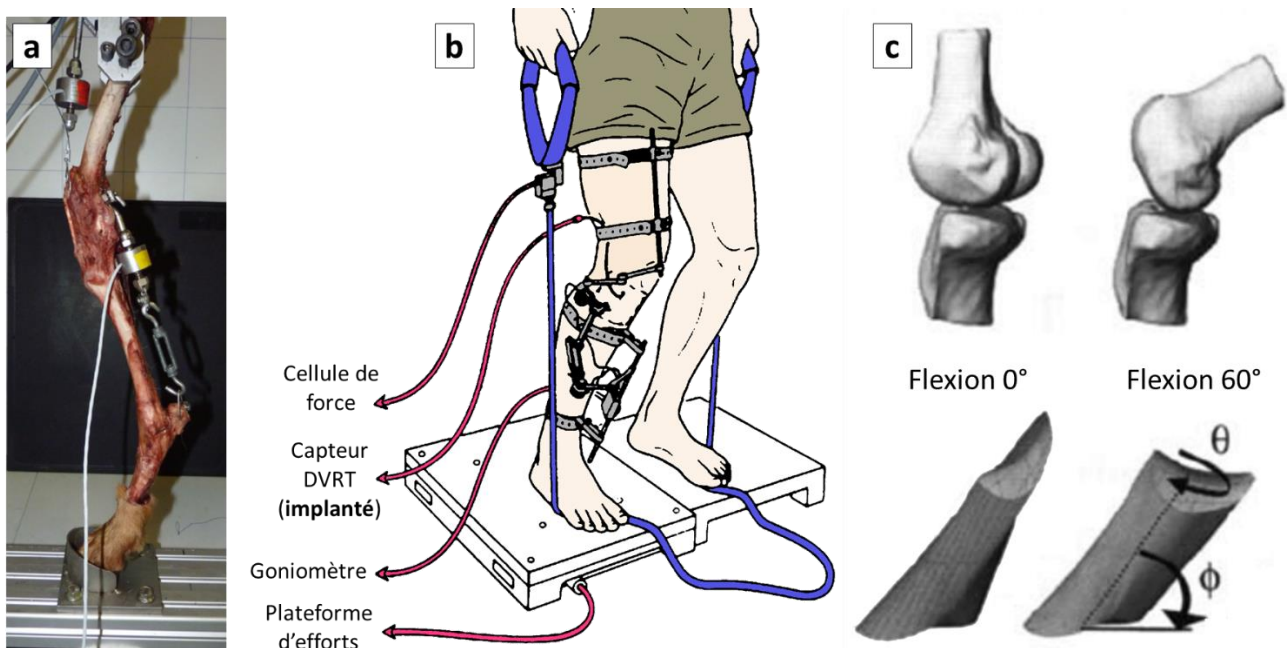 a
b
c
Cellule de
force
Capteur
DVRT
(implanté)
Goniomètre
Plateforme
d'efforts
Flexion 0°
Flexion 60°
θ
ϕ